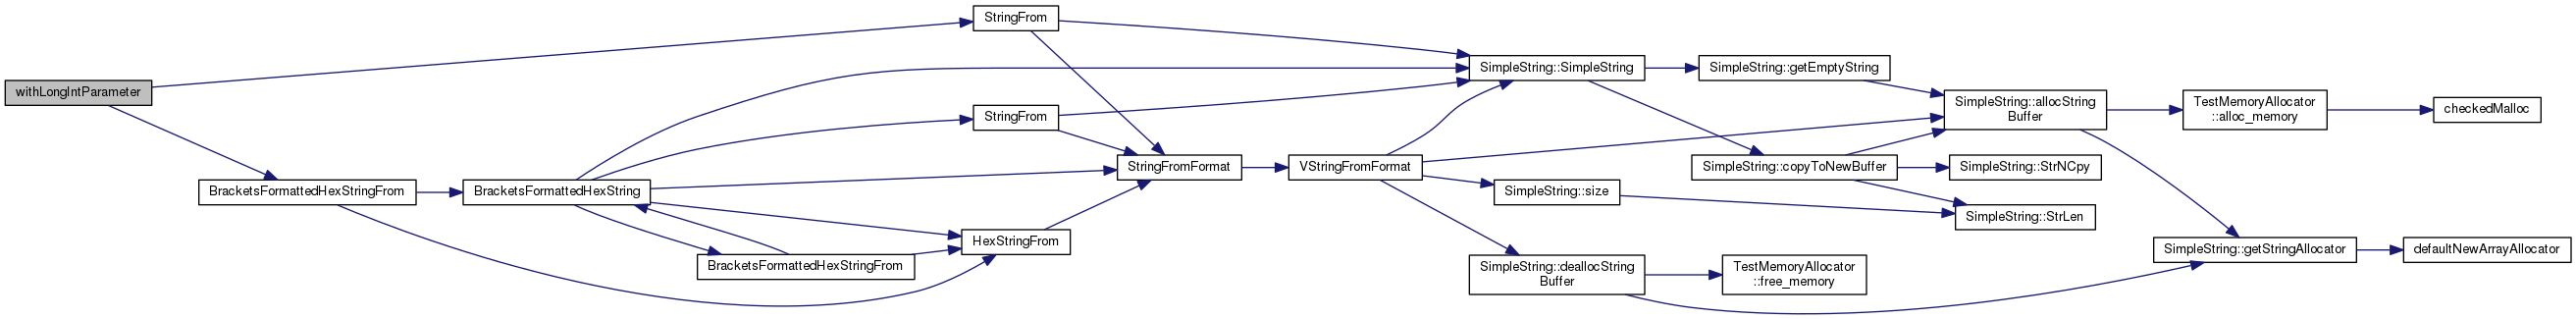 withLongIntParameter
StringFrom
BracketsFormattedHexStringFrom
BracketsFormattedHexString
StringFrom
BracketsFormattedHexStringFrom
HexStringFrom
StringFromFormat
VStringFromFormat
SimpleString::SimpleString
SimpleString::size
SimpleString::deallocString
Buffer
SimpleString::getEmptyString
SimpleString::copyToNewBuffer
TestMemoryAllocator
::free_memory
SimpleString::allocString
Buffer
SimpleString::StrNCpy
SimpleString::StrLen
TestMemoryAllocator
::alloc_memory
SimpleString::getStringAllocator
checkedMalloc
defaultNewArrayAllocator